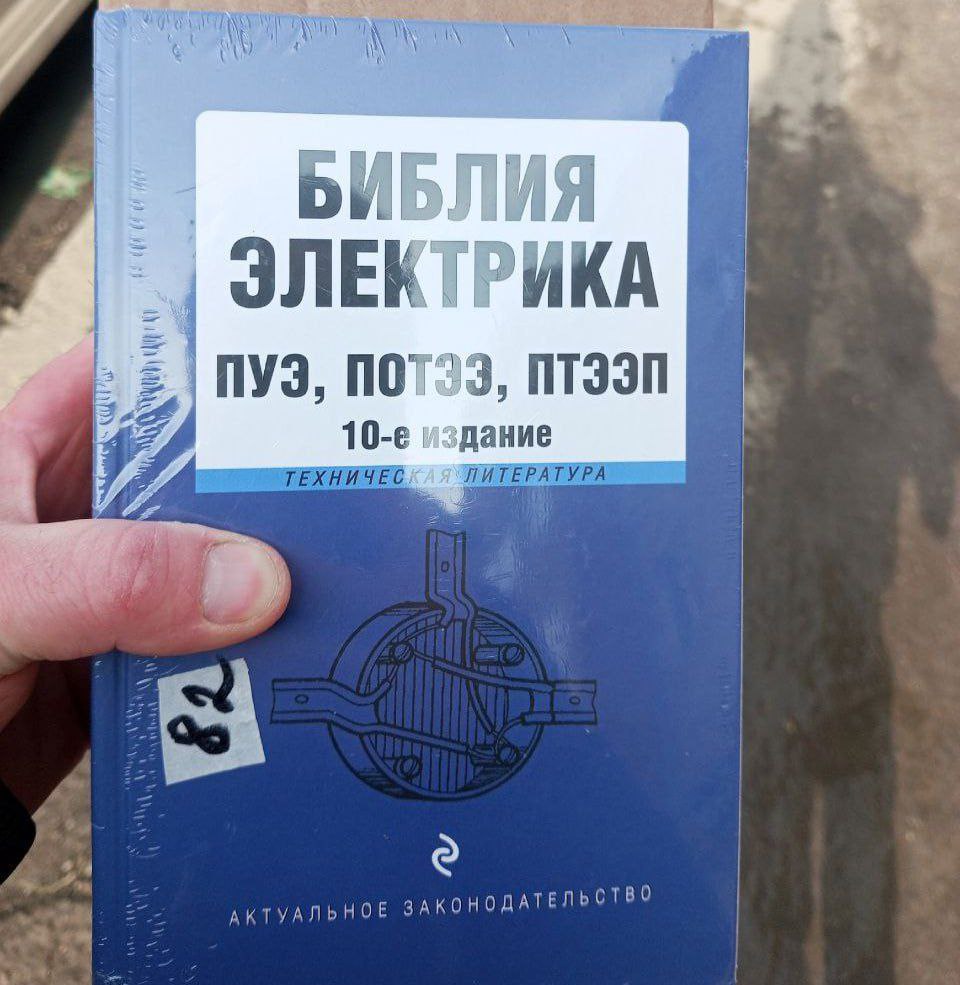 БИБЛИЯ
ЭЛЕКТРИКА
ПУЭ, ПОТЭЭ, ПТЭЭП
10-е издание
ТЕХНИЧЕСКАЯ ЛИТЕРАТУРА
82
АКТУАЛЬНОЕ ЗАКОНОДАТЕЛЬСТВО